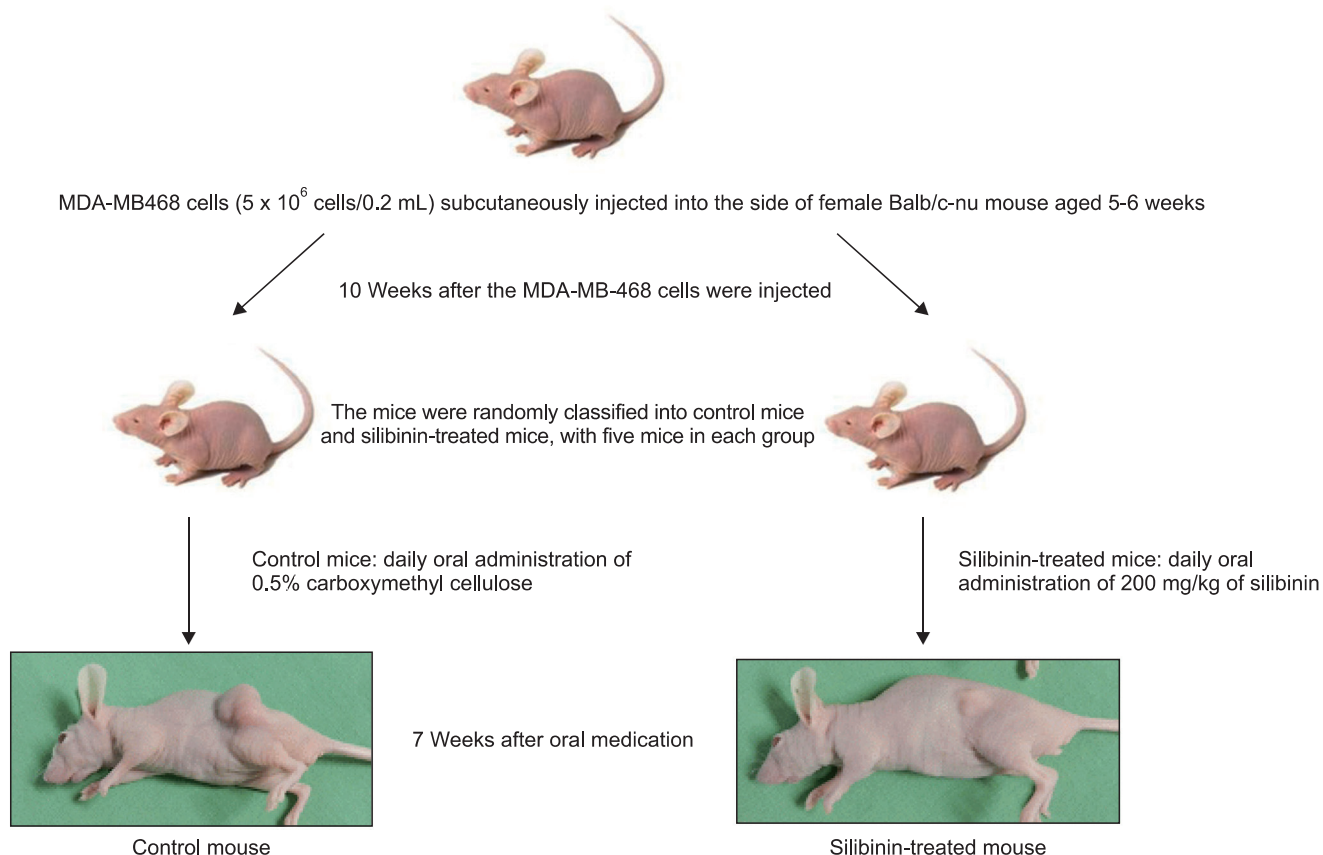 MDA-MB468 cells (5 x 10⁶ cells/0.2 mL) subcutaneously injected into the side of female Balb/c-nu mouse aged 5-6 weeks
10 Weeks after the MDA-MB-468 cells were injected
The mice were randomly classified into control mice
and silibinin-treated mice, with five mice in each group
Control mice: daily oral administration of
0.5% carboxymethyl cellulose
Silibinin-treated mice: daily oral
administration of 200 mg/kg of silibinin
7 Weeks after oral medication
Control mouse
Silibinin-treated mouse